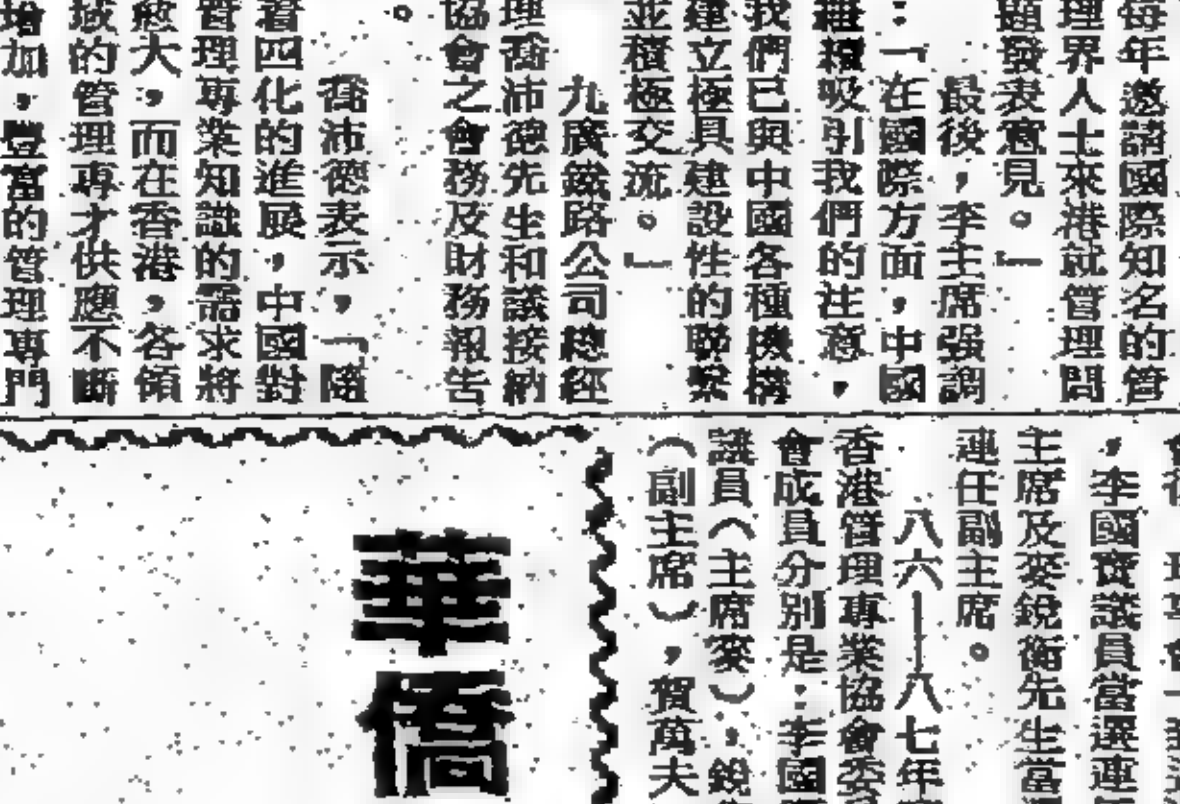 每年邀請國際知名的管
理界人士來港就管理問
題發表意見。」
最後，李主席强調
：「在國際方面，中國
吸引我們的注意，
我們已與中國各種機構
建立極具建設性的聯繫
並積極交流。」
九廣鐵路公司總經
理喬沛德先生和議接納
協會之會務及財務報告
。
喬沛德表示，「隨
着四化的進展，中國對
管理專業知識的需求將
龐大，而在香港，各領
域的管理專才供應不斷
增加，豐富的管理專門
，李國寶議員當選連
主席及麥銳衡先生當
連任副主席。
八六—八七年
香港管理專業協會委
會成員分別是：李國
議員（主席麥），銳
（副主席），賀萬夫
華僑